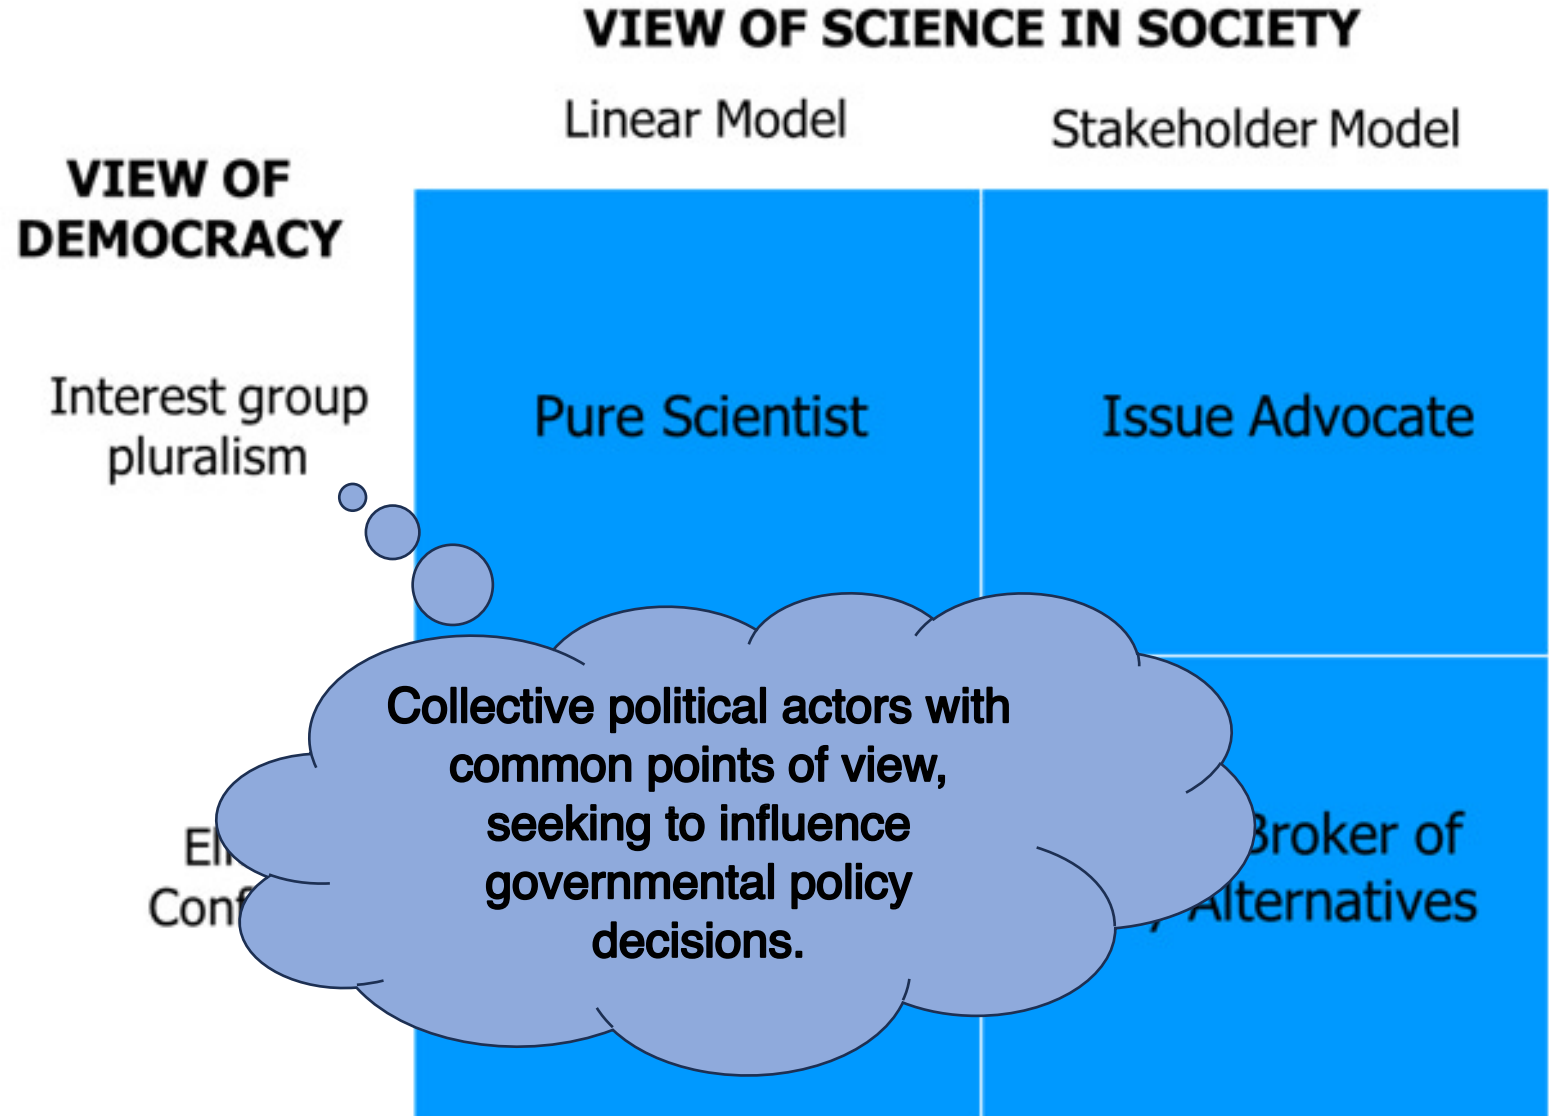 VIEW OF SCIENCE IN SOCIETY
Linear Model
Stakeholder Model
VIEW OF
DEMOCRACY
Interest group
pluralism
Pure Scientist
Issue Advocate
Collective political actors with
common points of view,
seeking to influence
governmental policy
decisions.
Broker of
Alternatives